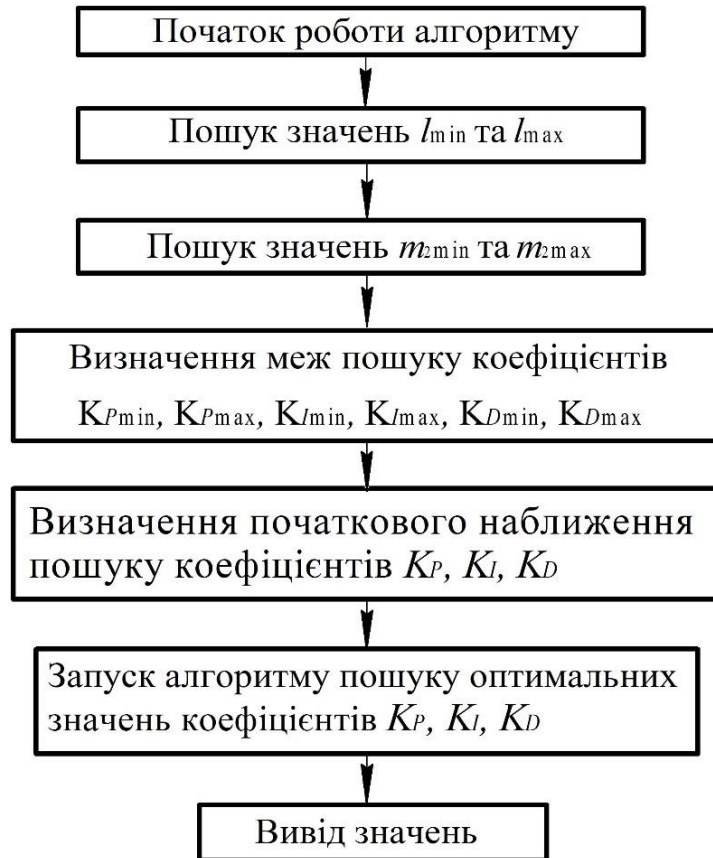 Початок роботи алгоритму
Пошук значень lmin та lmax
Пошук значень m2min та m2max
Визначення меж пошуку коефіцієнтів
KPmin, KPmax, KImin, KImax, KDmin, KDmax
Визначення початкового наближення
пошуку коефіцієнтів KP, KI, KD
Запуск алгоритму пошуку оптимальних
значень коефіцієнтів KP, KI, KD
Вивід значень